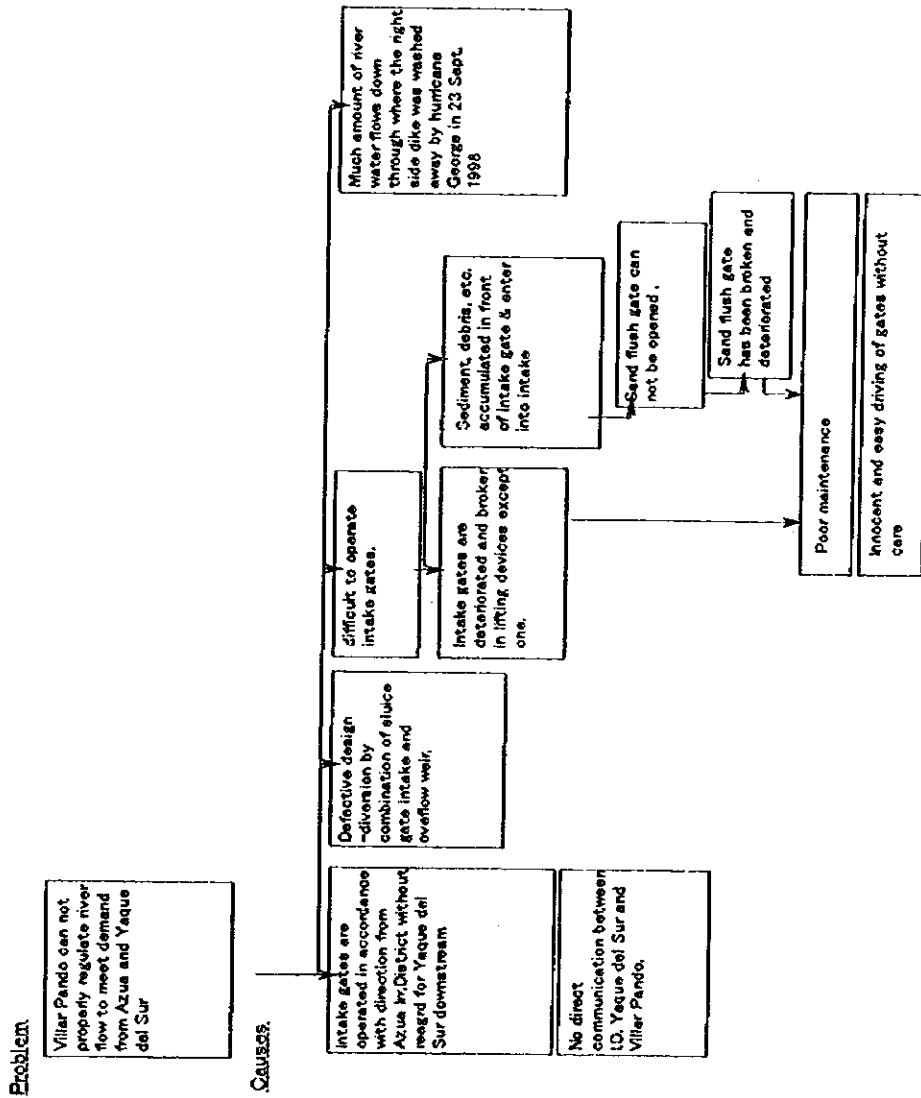 Problem
Villar Pando can not
properly regulate river
flow to meet demand
from Azua and Yaque
del Sur
Causes.
Intake gates are
operated in accordance
with direction from
Azua Irr.District without
reagrd for Yaque del
Sur downstream
No direct
communication between
I.D. Yaque del Sur and
Villar Pando.
Defective design
-diversion by
combination of sluice
gate intake and
oveflow weir.
difficult to operate
intake gates.
Intake gates are
deteriorated and broken
in lifting devices except
one.
Sediment, debris, etc.
accumulated in front
of intake gate & enter
into intake
Sand flush gate can
not be opened .
Sand flush gate
has been broken and
deteriorated
Poor maintenance
Innocent and easy driving of gates without
care
Much amount of river
water flows down
through where the right
side dike was washed
away by hurricane
George in 23 Sept.
1998